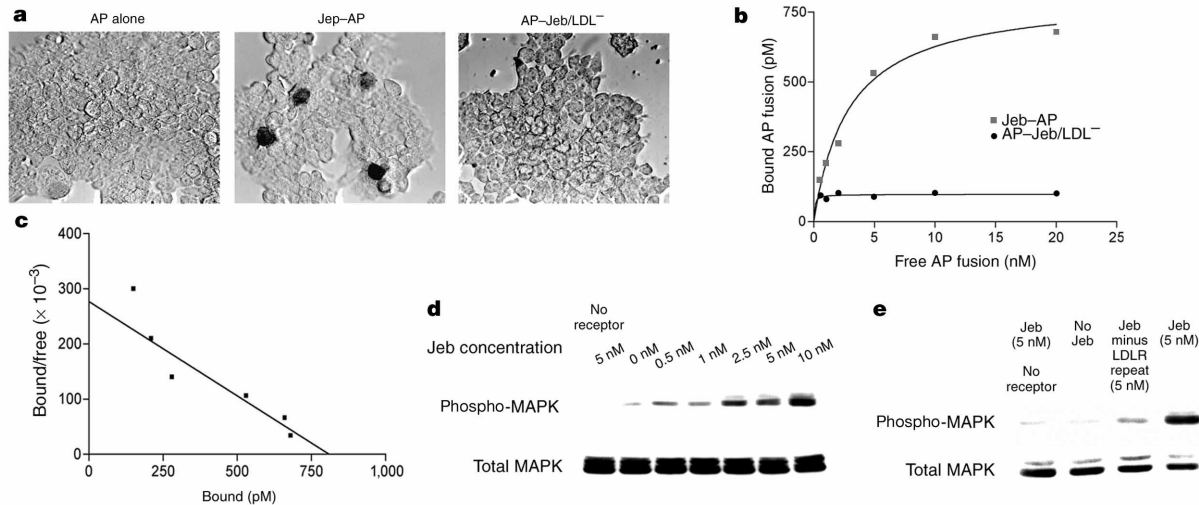 a
AP alone
Jep–AP
AP–Jeb/LDL⁻
b
750
500
250
0
Bound AP fusion (pM)
Jeb–AP
AP–Jeb/LDL⁻
0
5
10
15
20
25
Free AP fusion (nM)
c
400
300
200
100
0
Bound/free (× 10⁻³)
0
250
500
750
1,000
Bound (pM)
d
No
receptor
Jeb concentration
5 nM
0 nM
0.5 nM
1 nM
2.5 nM
5 nM
10 nM
Phospho-MAPK
Total MAPK
e
Jeb
(5 nM)
No
receptor
No
Jeb
Jeb
minus
LDLR
repeat
(5 nM)
Jeb
(5 nM)
Phospho-MAPK
Total MAPK